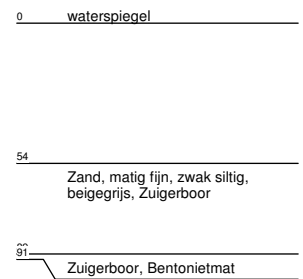 0 waterspiegel
54
Zand, matig fijn, zwak siltig,
beigegrijs, Zuigerboor
91
Zuigerboor, Bentonietmat